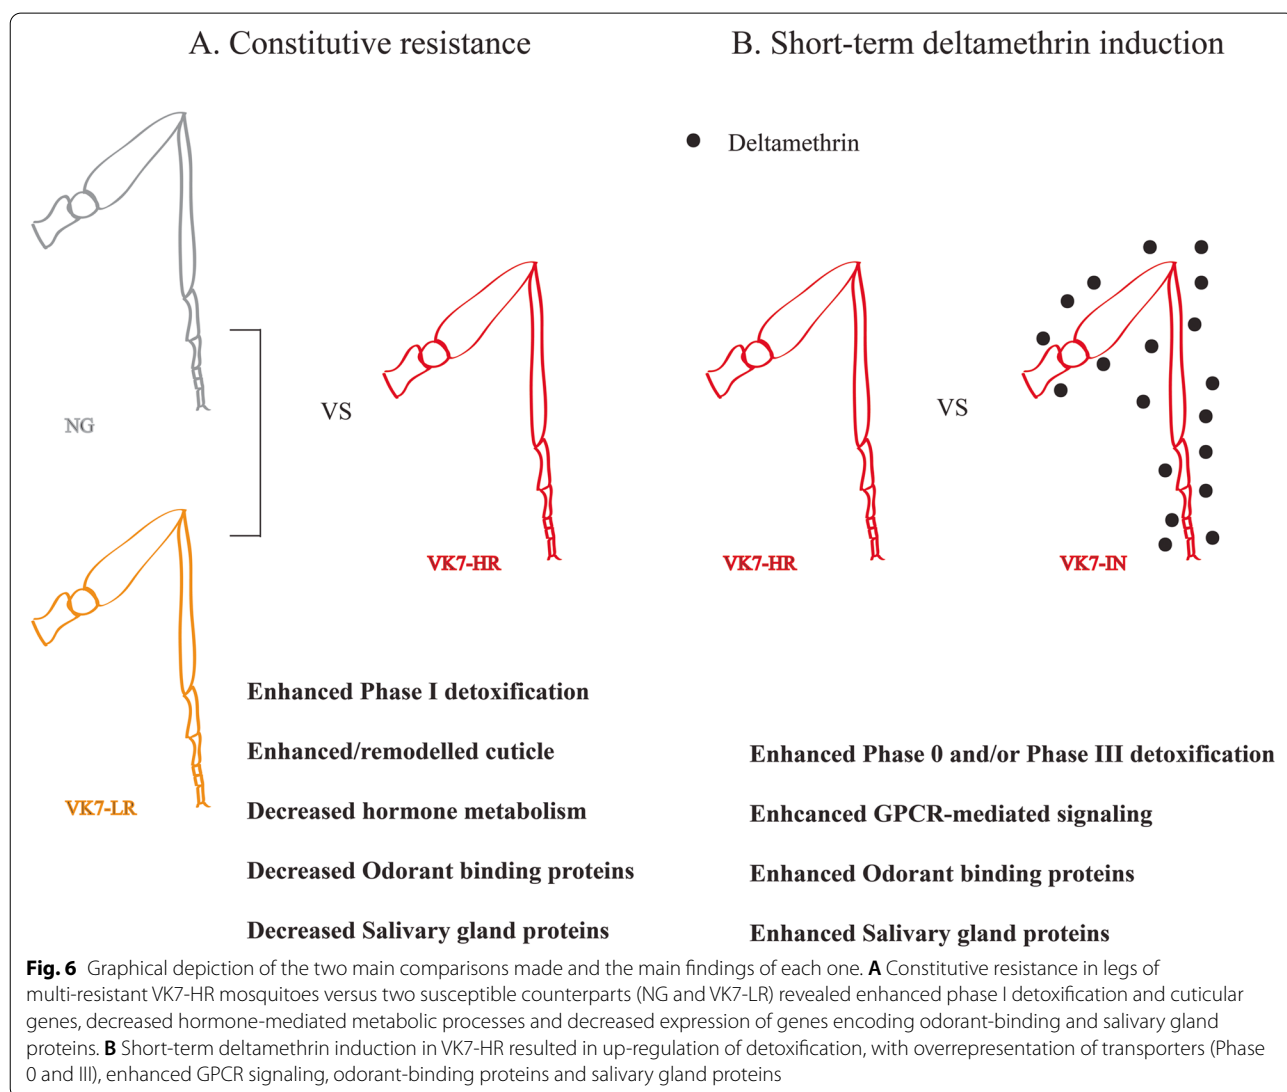 A. Constitutive resistance
B. Short-term deltamethrin induction
Deltamethrin
NG
VS
VK7-HR
VK7-LR
VK7-HR
VS
VK7-IN
Enhanced Phase I detoxification
Enhanced/remodelled cuticle
Decreased hormone metabolism
Decreased Odorant binding proteins
Decreased Salivary gland proteins
Enhanced Phase 0 and/or Phase III detoxification
Enhcanced GPCR-mediated signaling
Enhanced Odorant binding proteins
Enhanced Salivary gland proteins
Fig. 6 Graphical depiction of the two main comparisons made and the main findings of each one. A Constitutive resistance in legs of
multi-resistant VK7-HR mosquitoes versus two susceptible counterparts (NG and VK7-LR) revealed enhanced phase I detoxification and cuticular
genes, decreased hormone-mediated metabolic processes and decreased expression of genes encoding odorant-binding and salivary gland
proteins. B Short-term deltamethrin induction in VK7-HR resulted in up-regulation of detoxification, with overrepresentation of transporters (Phase
0 and III), enhanced GPCR signaling, odorant-binding proteins and salivary gland proteins